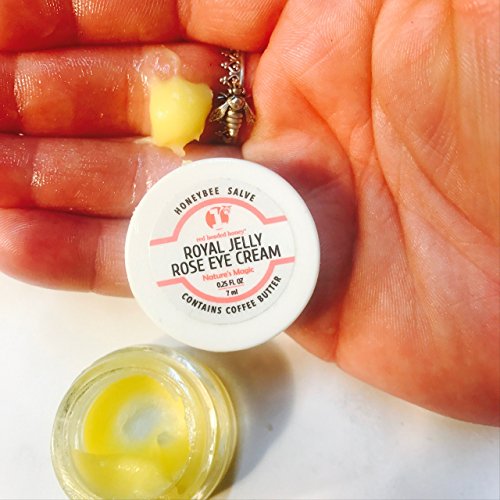 HONEYBEE SALVE
red headed honey®
ROYAL JELLY
ROSE EYE CREAM
Nature's Magic
0.25 FL OZ
7 ml
CONTAINS COFFEE BUTTER